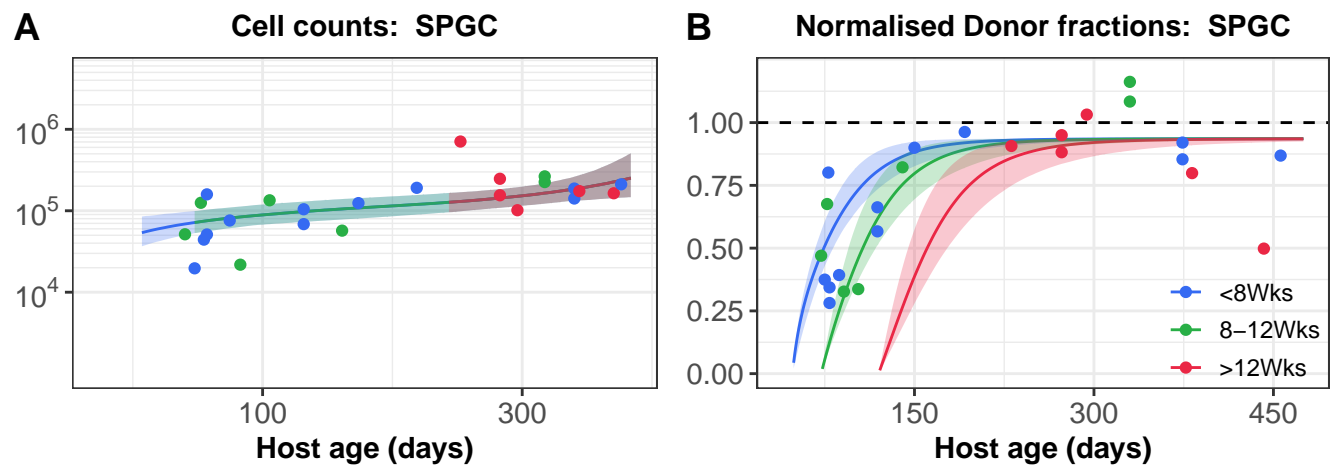 A
Cell counts: SPGC
10^6
10^5
10^4
100
300
Host age (days)
B
Normalised Donor fractions: SPGC
1.00
0.75
0.50
0.25
0.00
<8Wks
8–12Wks
>12Wks
150
300
450
Host age (days)